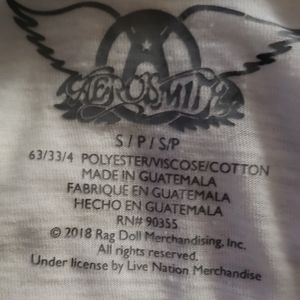 AEROSMITH
S / P / S/P
63/33/4 POLYESTER/VISCOSE/COTTON
MADE IN GUATEMALA
FABRIQUE EN GUATEMALA
HECHO EN GUATEMALA
RN# 90355
© 2018 Rag Doll Merchandising, Inc.
All rights reserved.
Under license by Live Nation Merchandise